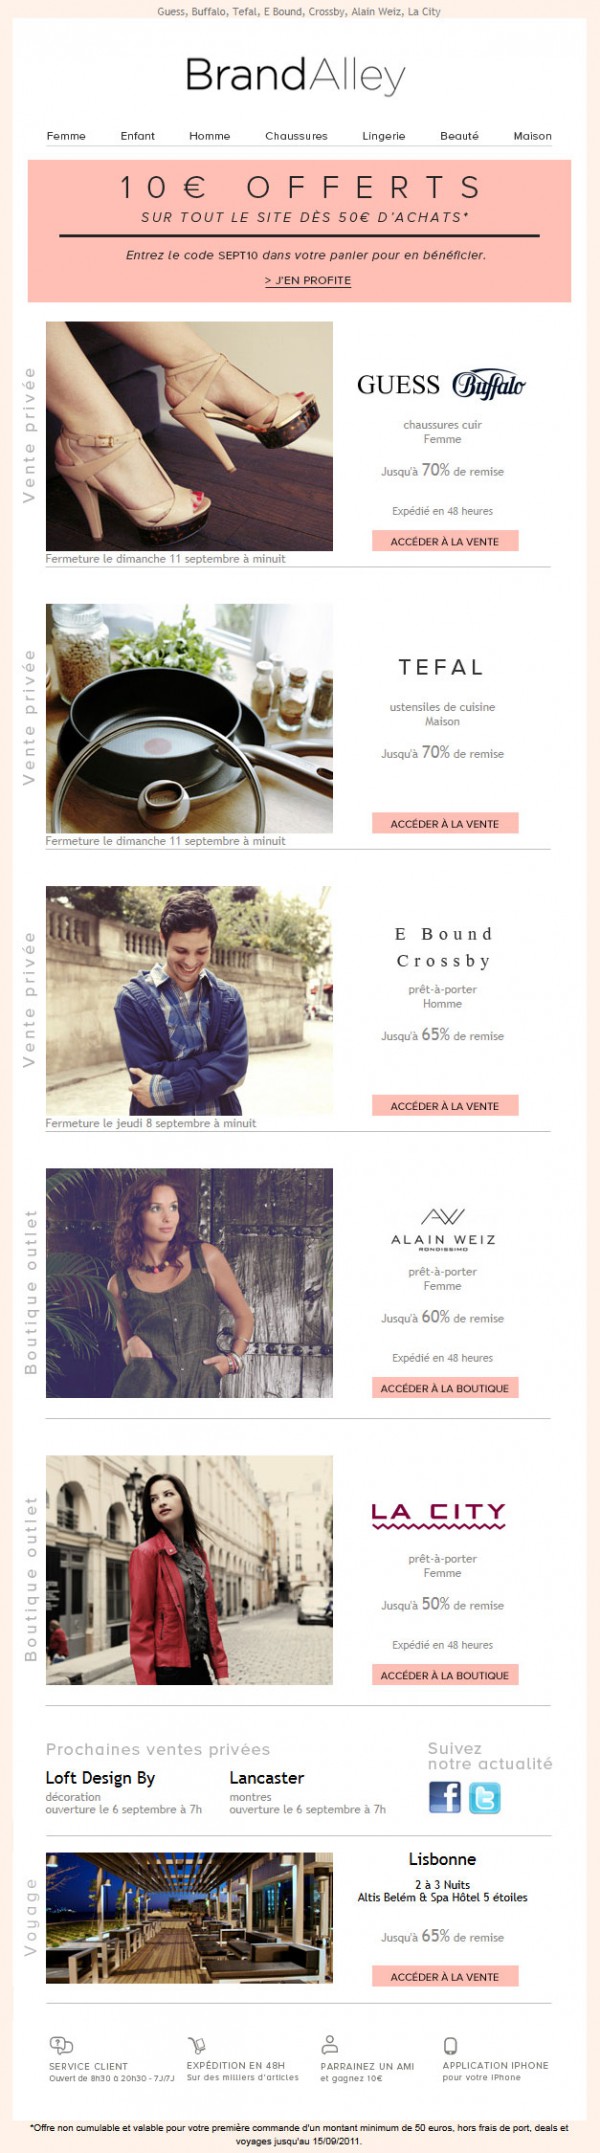 Guess, Buffalo, Tefal, E Bound, Crossby, Alain Weiz, La City
BrandAlley
Femme Enfant Homme Chaussures Lingerie Beauté Maison
10€ OFFERTS
SUR TOUT LE SITE DÈS 50€ D'ACHATS*
Entrez le code SEPT10 dans votre panier pour en bénéficier.
> J'EN PROFITE
Vente privée
GUESS Buffalo
chaussures cuir
Femme
Jusqu'à 70% de remise
Expédié en 48 heures
ACCÉDER À LA VENTE
Fermeture le dimanche 11 septembre à minuit
Vente privée
TEFAL
ustensiles de cuisine
Maison
Jusqu'à 70% de remise
ACCÉDER À LA VENTE
Fermeture le dimanche 11 septembre à minuit
Vente privée
E Bound
Crossby
prêt-à-porter
Homme
Jusqu'à 65% de remise
ACCÉDER À LA VENTE
Fermeture le jeudi 8 septembre à minuit
Boutique outlet
AW
ALAIN WEIZ
RONDISSIMO
prêt-à-porter
Femme
Jusqu'à 60% de remise
Expédié en 48 heures
ACCÉDER À LA BOUTIQUE
Boutique outlet
LA CITY
prêt-à-porter
Femme
Jusqu'à 50% de remise
Expédié en 48 heures
ACCÉDER À LA BOUTIQUE
Prochaines ventes privées
Loft Design By
décoration
ouverture le 6 septembre à 7h
Lancaster
montres
ouverture le 6 septembre à 7h
Suivez
notre actualité
Voyage
Lisbonne
2 à 3 Nuits
Altis Belém & Spa Hôtel 5 étoiles
Jusqu'à 65% de remise
ACCÉDER À LA VENTE
SERVICE CLIENT
Ouvert de 8h30 à 20h30 - 7J/7J
EXPÉDITION EN 48H
Sur des milliers d'articles
PARRAINEZ UN AMI
et gagnez 10€
APPLICATION IPHONE
pour votre iPhone
*Offre non cumulable et valable pour votre première commande d'un montant minimum de 50 euros, hors frais de port, deals et
voyages jusqu'au 15/09/2011.